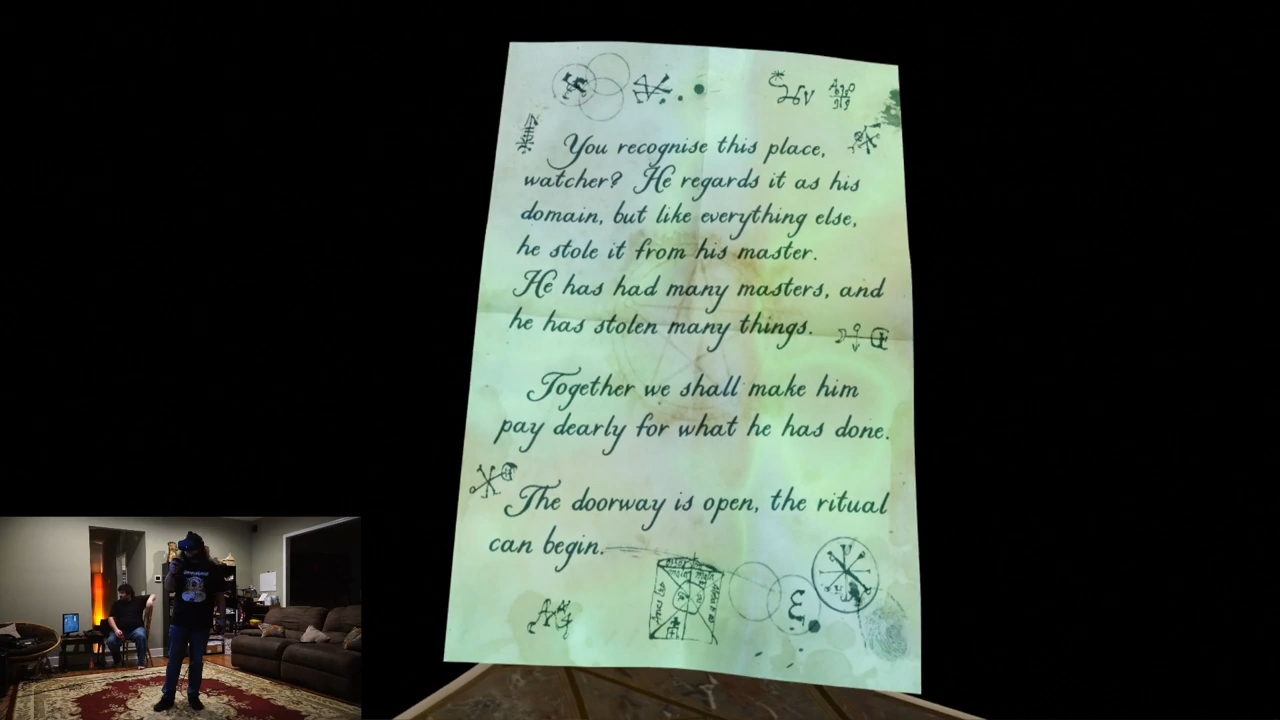 You recognise this place,
watcher? He regards it as his
domain, but like everything else,
he stole it from his master.
He has had many masters, and
he has stolen many things.
Together we shall make him
pay dearly for what he has done.
The doorway is open, the ritual
can begin.